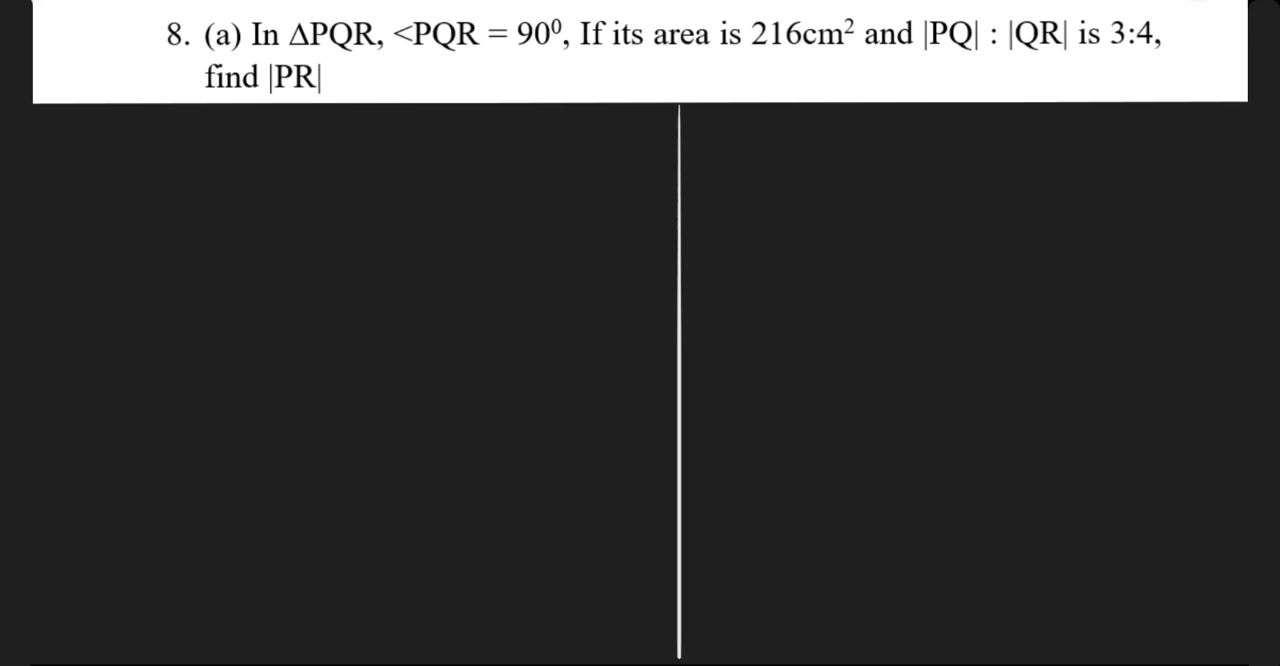 8. (a) In ΔPQR, <PQR = 90⁰, If its area is 216cm² and |PQ| : |QR| is 3:4,
find |PR|